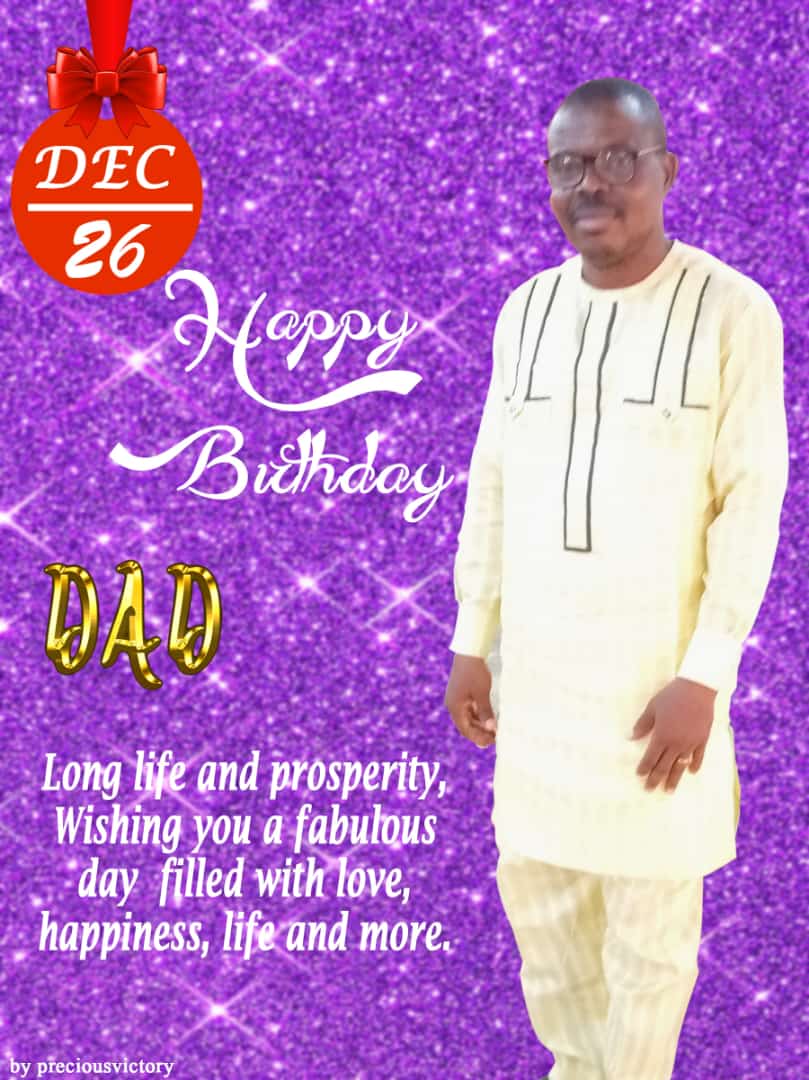 DEC
26
Happy
Birthday
DAD
Long life and prosperity,
Wishing you a fabulous
day filled with love,
happiness, life and more.
by preciousvictory